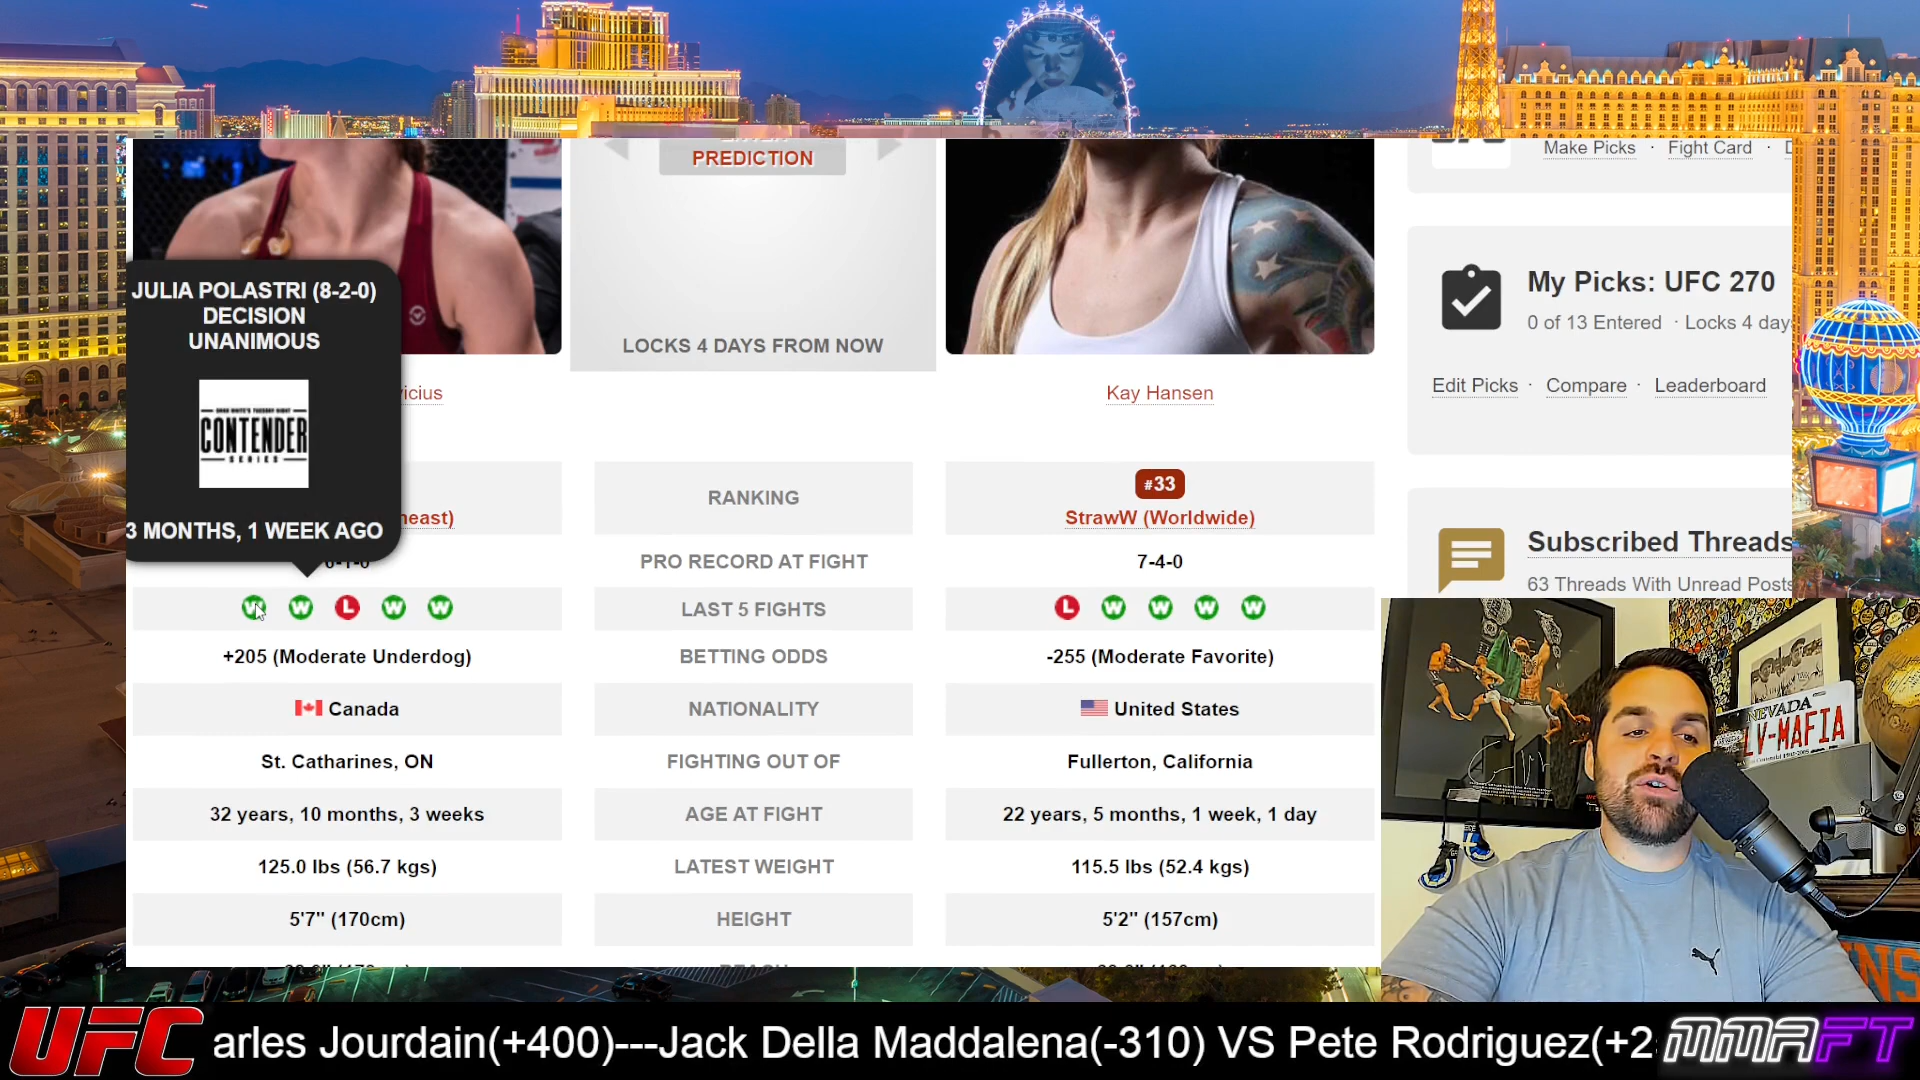 PREDICTION
LOCKS 4 DAYS FROM NOW
Make Picks · Fight Card ·
JULIA POLASTRI (8-2-0)
DECISION
UNANIMOUS
CONTENDER
SERIES
3 MONTHS, 1 WEEK AGO
vicius
Kay Hansen
My Picks: UFC 270
0 of 13 Entered · Locks 4 day
Edit Picks · Compare · Leaderboard
Subscribed Threads
63 Threads With Unread Posts
RANKING
#33
heast)
StrawW (Worldwide)
PRO RECORD AT FIGHT
7-4-0
W W L W W
LAST 5 FIGHTS
L W W W W
+205 (Moderate Underdog)
BETTING ODDS
-255 (Moderate Favorite)
Canada
NATIONALITY
United States
St. Catharines, ON
FIGHTING OUT OF
Fullerton, California
32 years, 10 months, 3 weeks
AGE AT FIGHT
22 years, 5 months, 1 week, 1 day
125.0 lbs (56.7 kgs)
LATEST WEIGHT
115.5 lbs (52.4 kgs)
5'7" (170cm)
HEIGHT
5'2" (157cm)
NEVADA
LV-MAFIA
NS
UFC
arles Jourdain(+400)---Jack Della Maddalena(-310) VS Pete Rodriguez(+2
MMAFT